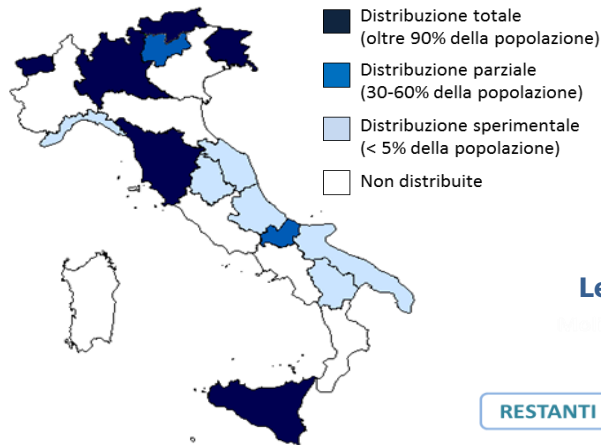 Distribuzione totale
(oltre 90% della popolazione)
Distribuzione parziale
(30-60% della popolazione)
Distribuzione sperimentale
(< 5% della popolazione)
Non distribuite
Le
RESTANTI